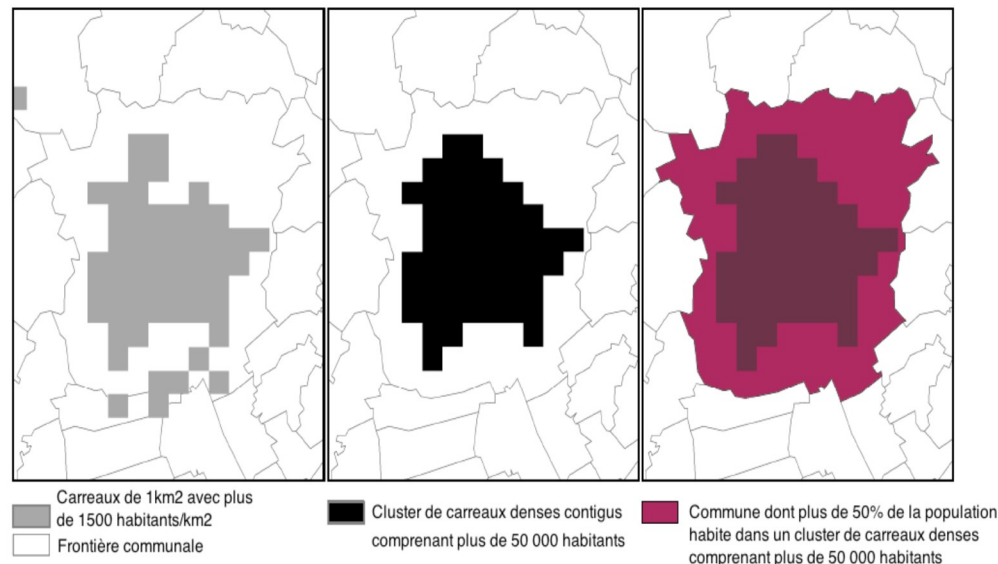 Carreaux de 1km2 avec plus
de 1500 habitants/km2
Frontière communale
Cluster de carreaux denses contigus
comprenant plus de 50 000 habitants
Commune dont plus de 50% de la population
habite dans un cluster de carreaux denses
comprenant plus de 50 000 habitants